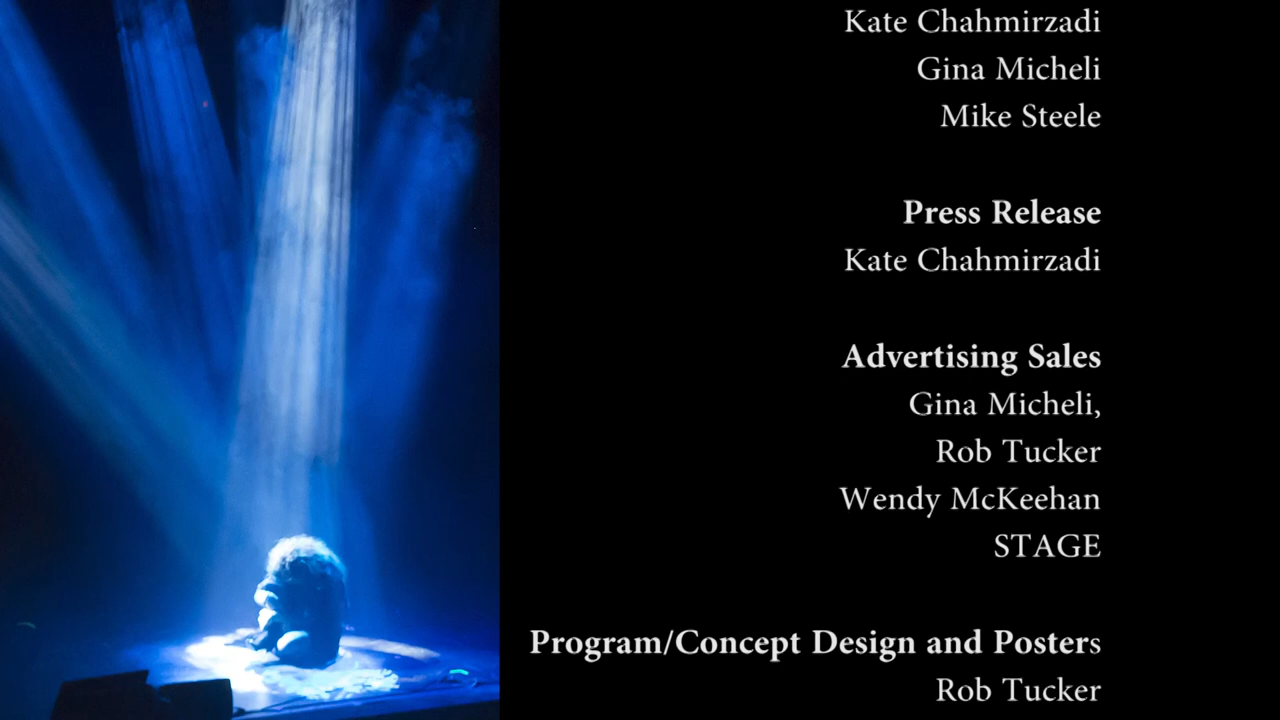 Kate Chahmirzadi
Gina Micheli
Mike Steele
Press Release
Kate Chahmirzadi
Advertising Sales
Gina Micheli,
Rob Tucker
Wendy McKeehan
STAGE
Program/Concept Design and Posters
Rob Tucker